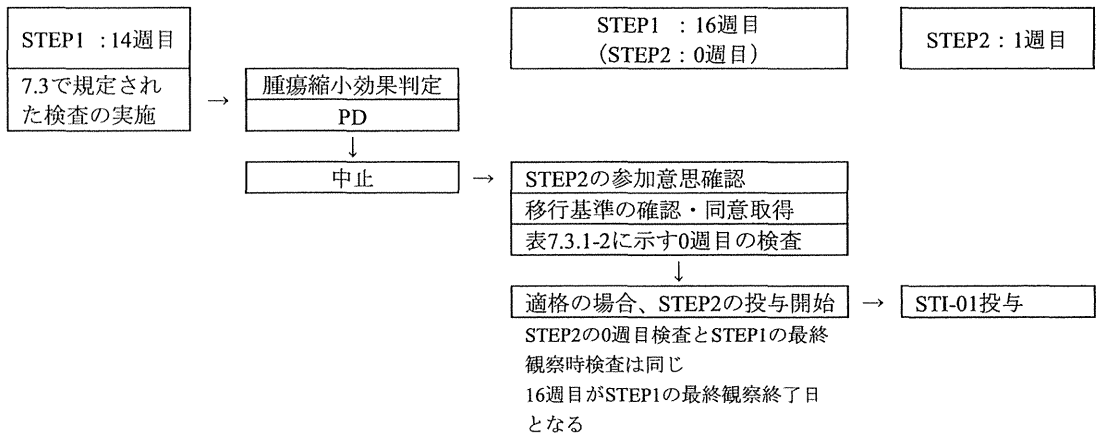 STEP1 :14週目
STEP1 : 16週目
(STEP2:0週目)
STEP2:1週目
7.3で規定され
た検査の実施
→
腫瘍縮小効果判定
PD
↓
中止
→
STEP2の参加意思確認
移行基準の確認・同意取得
表7.3.1-2に示す0週目の検査
↓
適格の場合、STEP2の投与開始
→
STI-01投与
STEP2の0週目検査とSTEP1の最終
観察時検査は同じ
16週目がSTEP1の最終観察終了日
となる